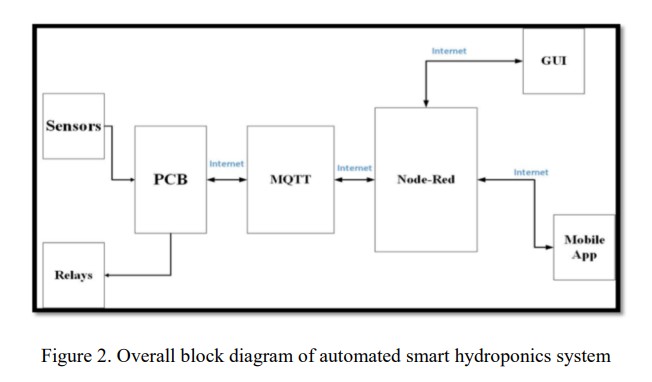 Internet
GUI
Sensors
PCB
Internet
MQTT
Internet
Node-Red
Internet
Relays
Mobile
App
Figure 2. Overall block diagram of automated smart hydroponics system